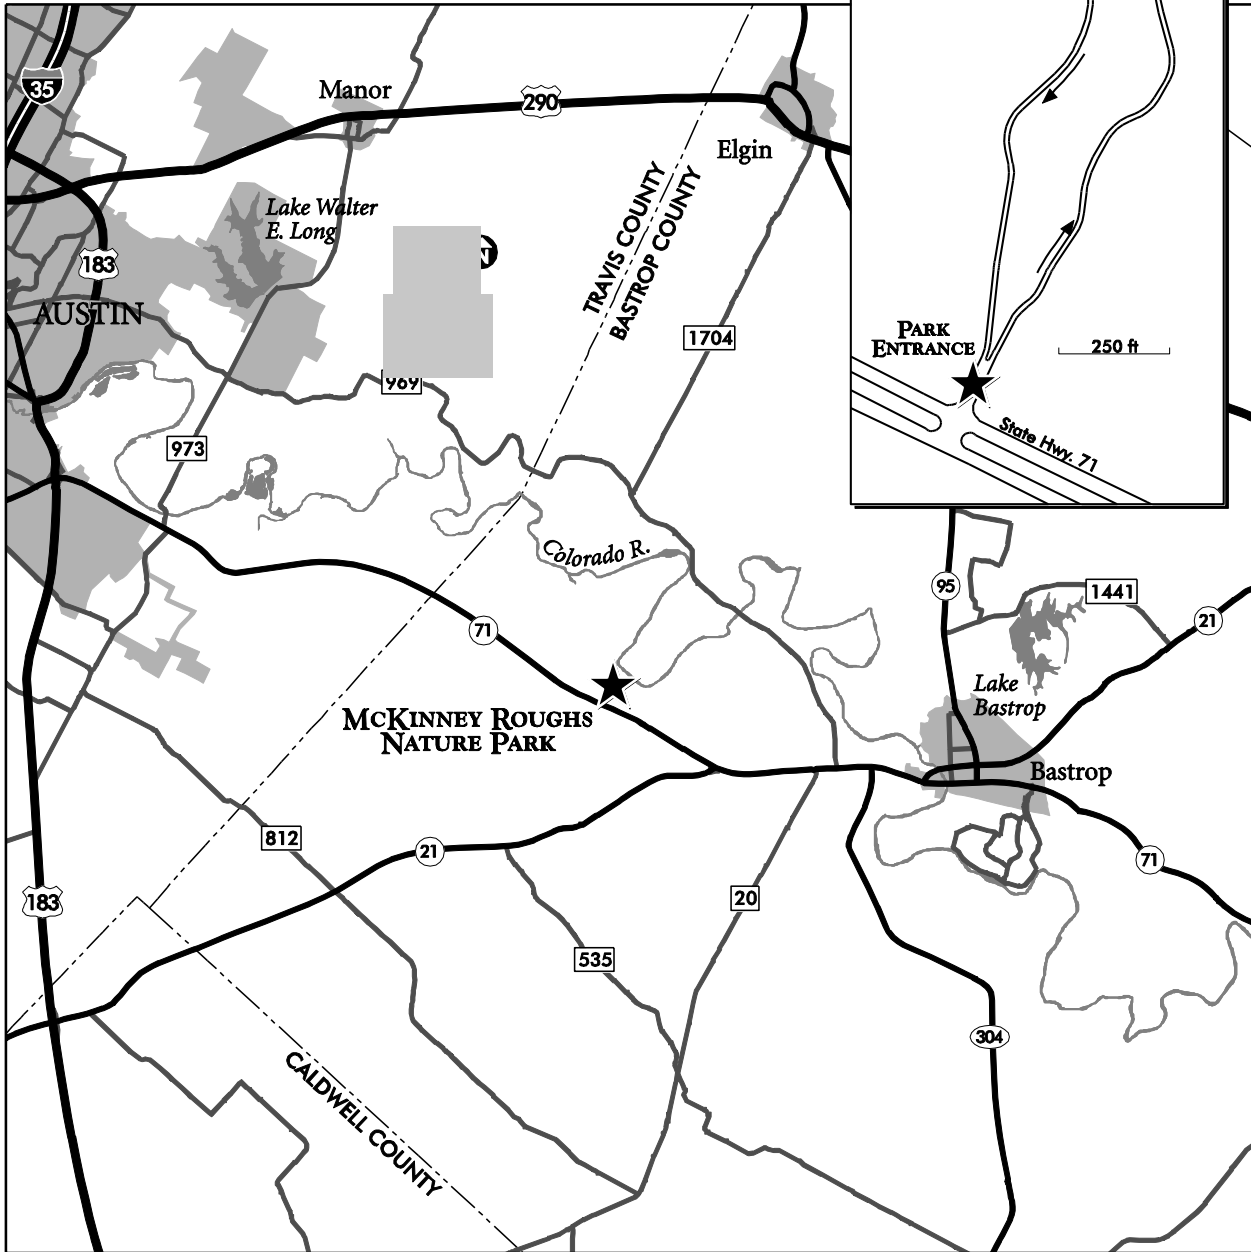 35
Manor
290
Elgin
Lake Walter
E. Long
N
183
AUSTIN
TRAVIS COUNTY
BASTROP COUNTY
1704
969
973
PARK
ENTRANCE
250 ft
State Hwy. 71
Colorado R.
95
1441
21
71
Lake
Bastrop
MCKINNEY ROUGHS
NATURE PARK
Bastrop
812
21
71
183
20
535
304
CALDWELL COUNTY